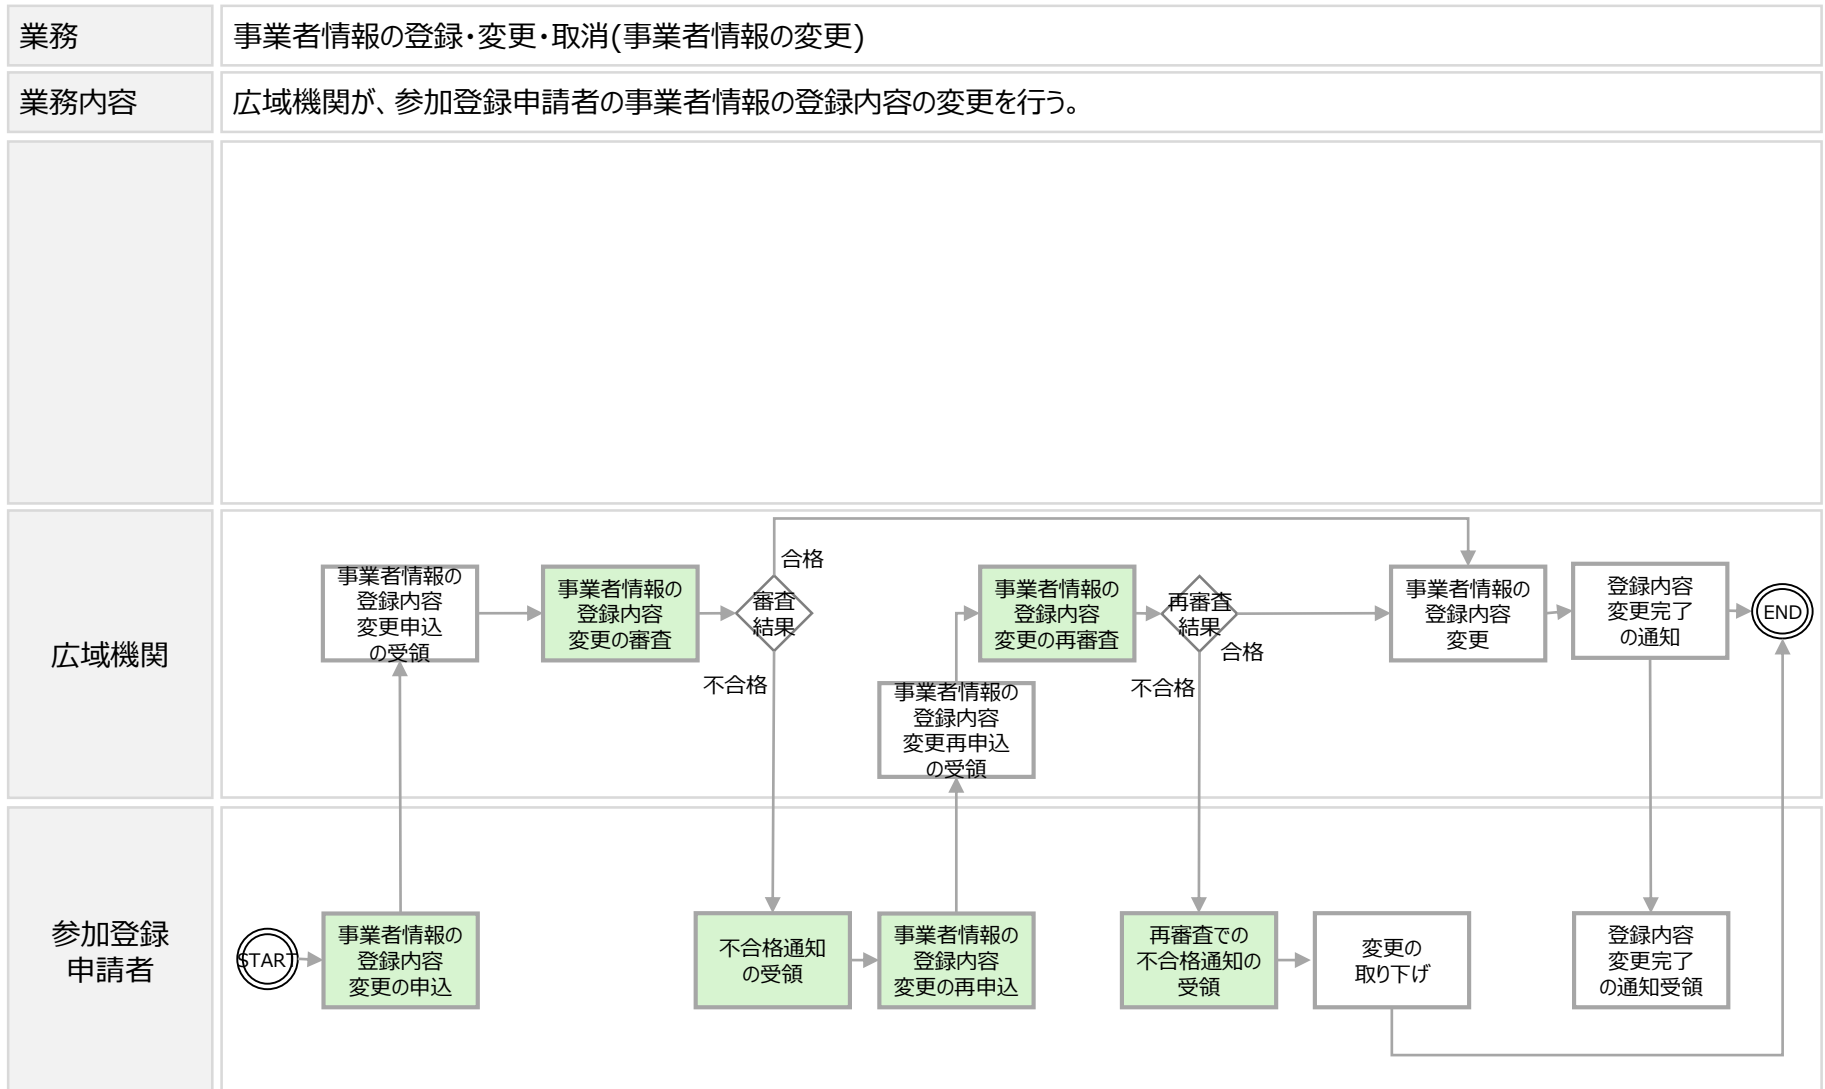 業務
事業者情報の登録・変更・取消(事業者情報の変更)
業務内容
広域機関が、参加登録申請者の事業者情報の登録内容の変更を行う。
広域機関
事業者情報の
登録内容
変更申込
の受領
事業者情報の
登録内容
変更の審査
審査
結果
合格
不合格
事業者情報の
登録内容
変更再申込
の受領
事業者情報の
登録内容
変更の再審査
再審査
結果
合格
不合格
事業者情報の
登録内容
変更
登録内容
変更完了
の通知
END
参加登録
申請者
START
事業者情報の
登録内容
変更の申込
不合格通知
の受領
事業者情報の
登録内容
変更の再申込
再審査での
不合格通知の
受領
変更の
取り下げ
登録内容
変更完了
の通知受領